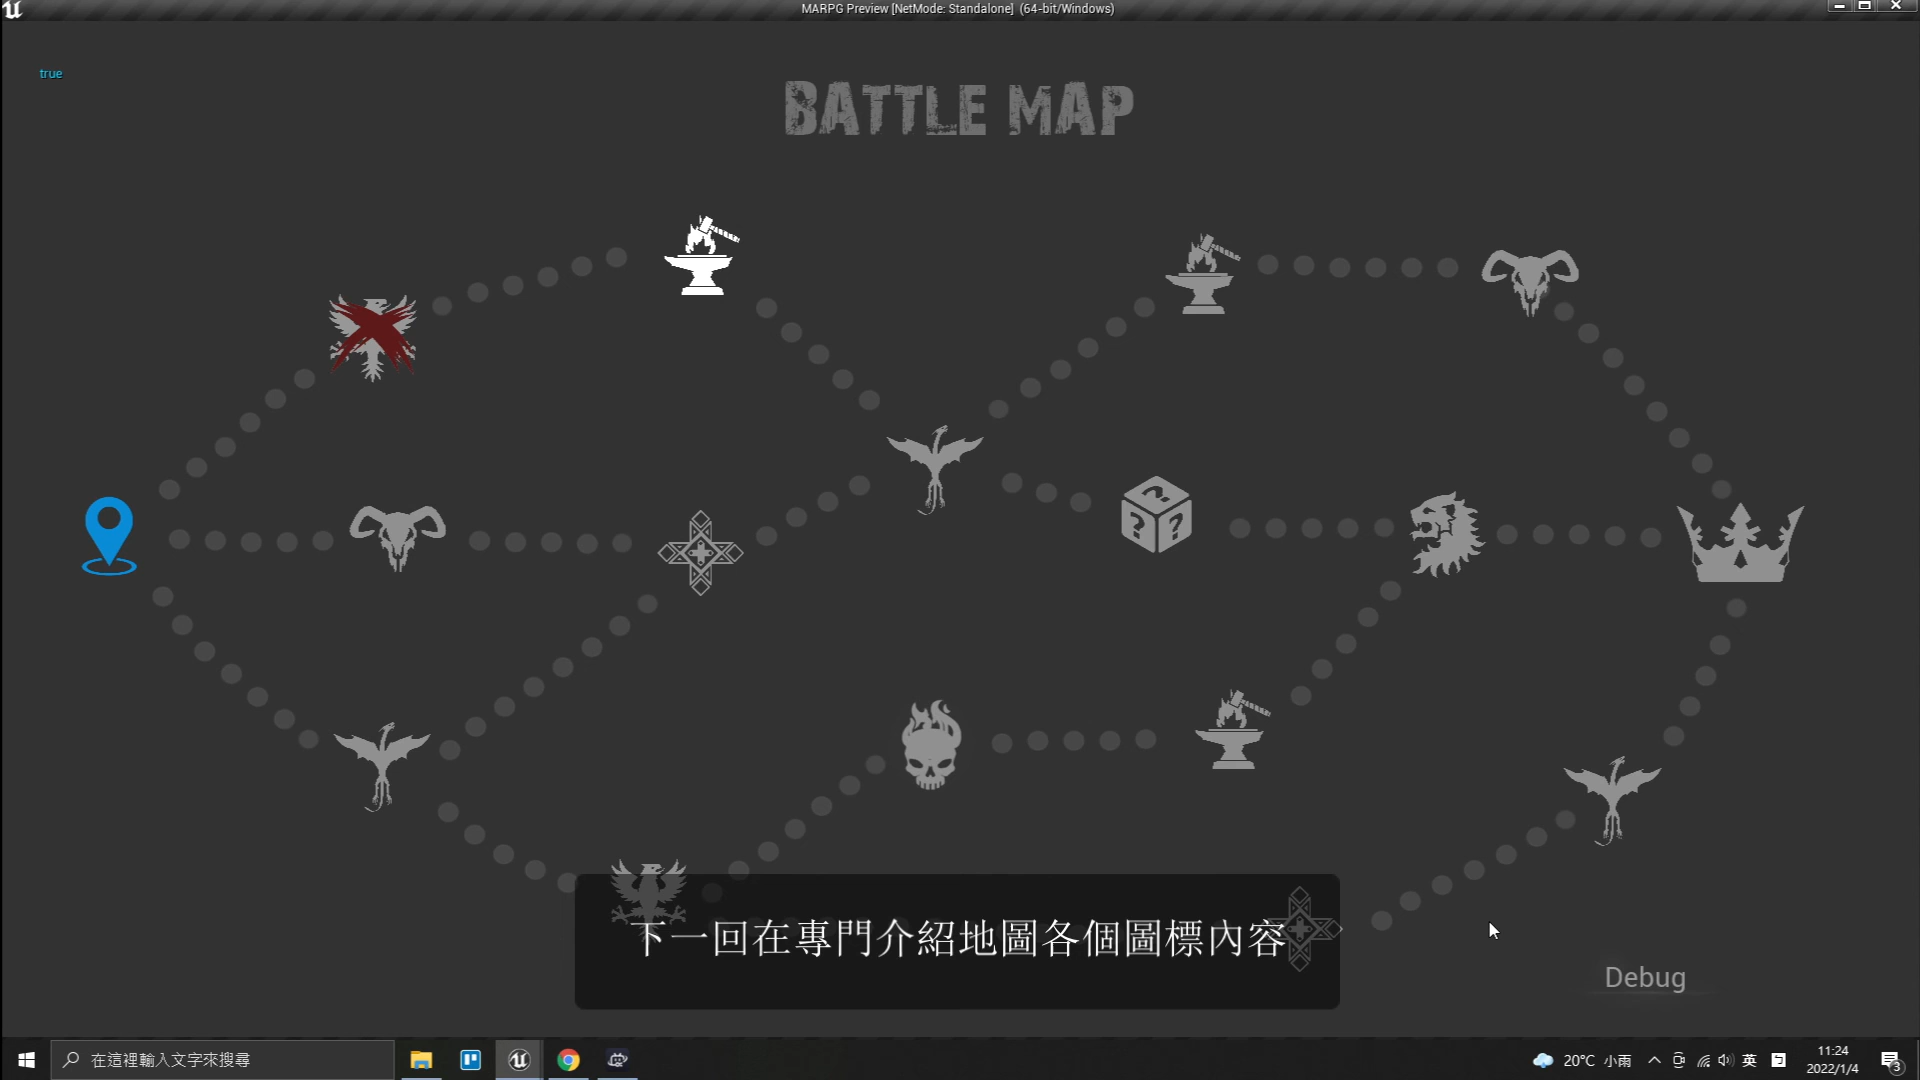 MARPG Preview [NetMode: Standalone] (64-bit/Windows)
true
BATTLE MAP
下一回在專門介紹地圖各個圖標內容
Debug
在這裡輸入文字來搜尋
20°C 小雨
英
11:24
2022/1/4
3